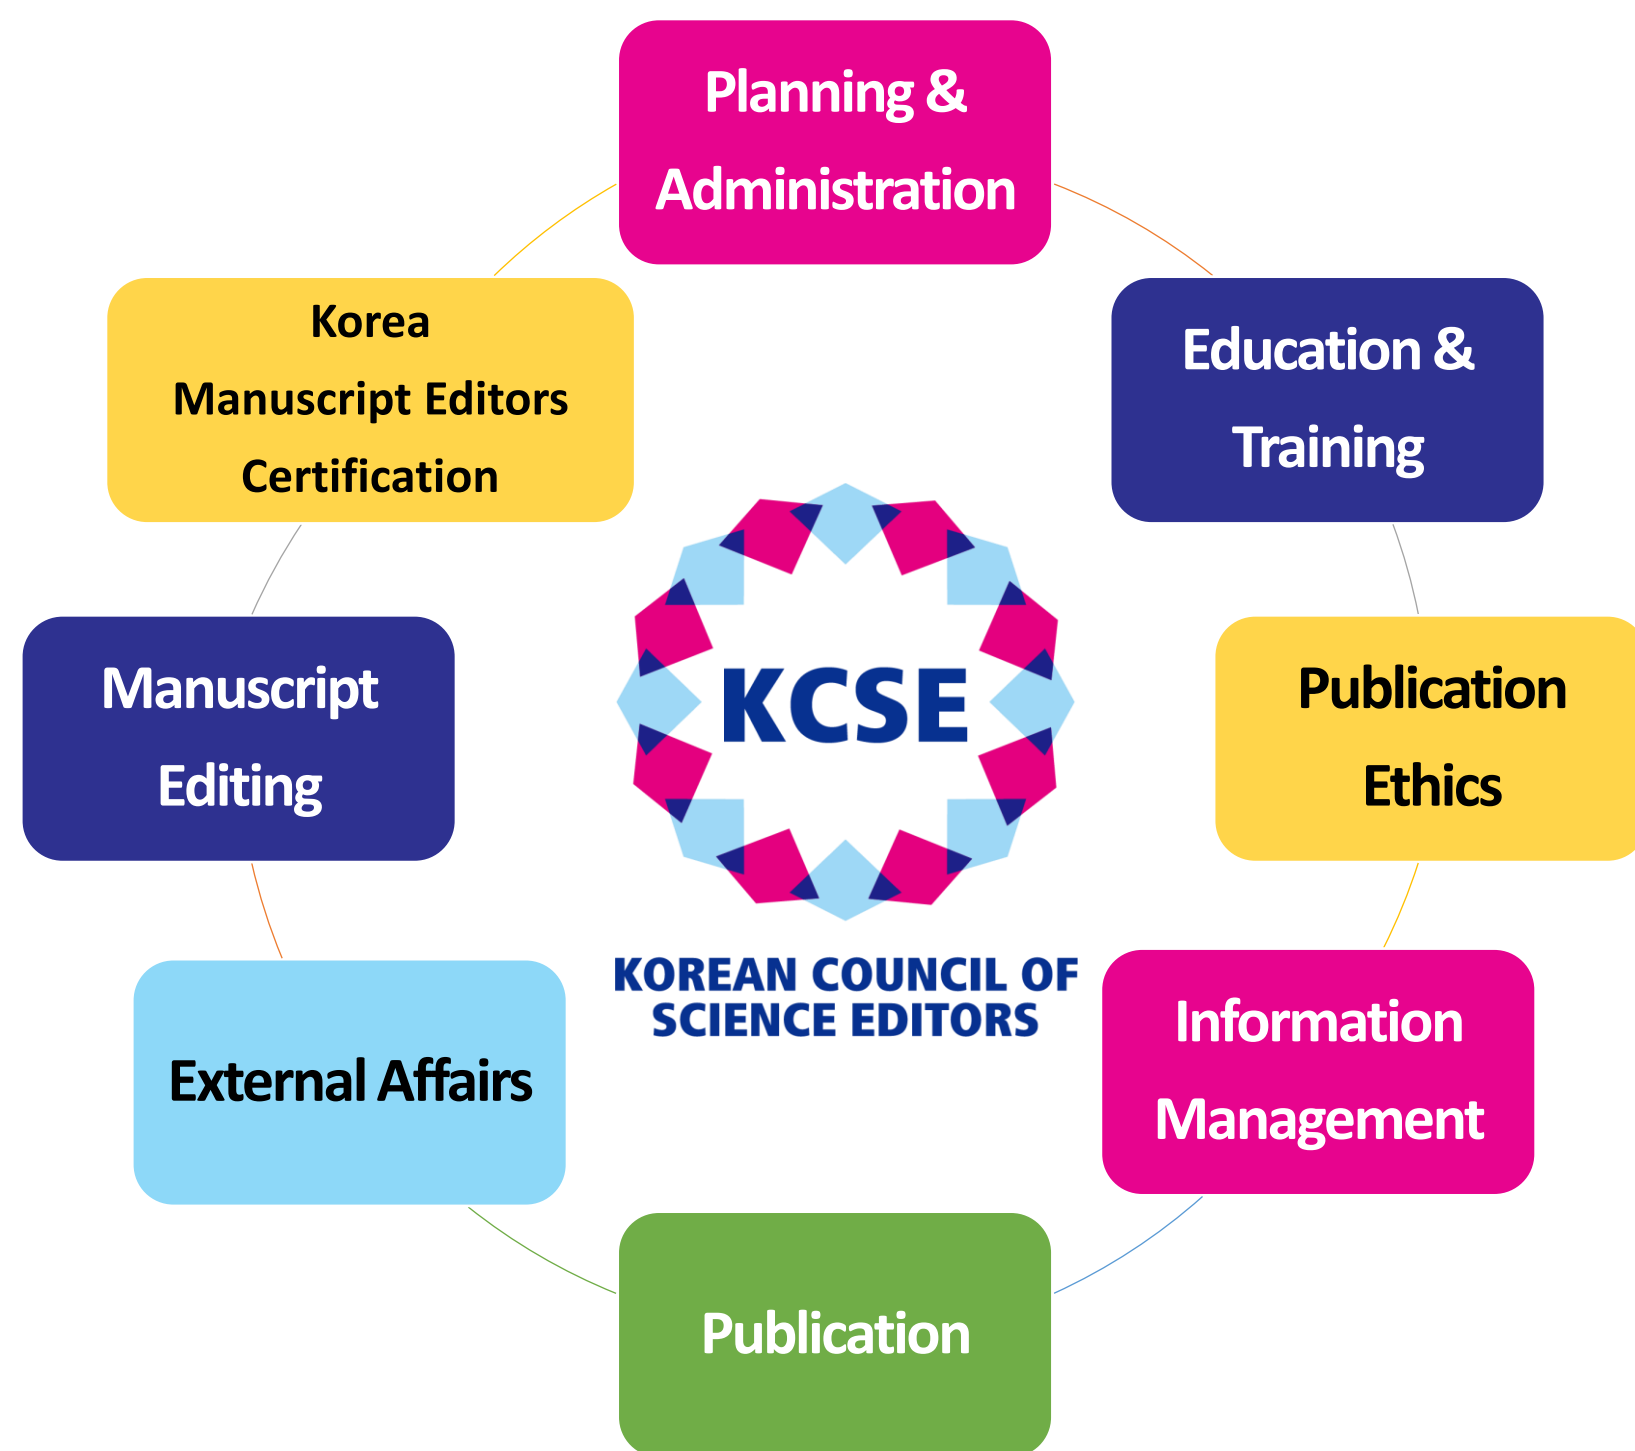 Planning &
Administration
Education &
Training
Publication
Ethics
Information
Management
Publication
External Affairs
Manuscript
Editing
Korea
Manuscript Editors
Certification
KCSE
KOREAN COUNCIL OF
SCIENCE EDITORS